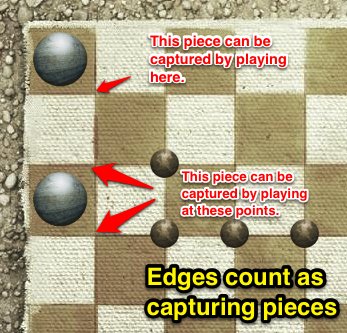 This piece can be
captured by playing
here.
This piece can be
captured by playing
at these points.
Edges count as
capturing pieces